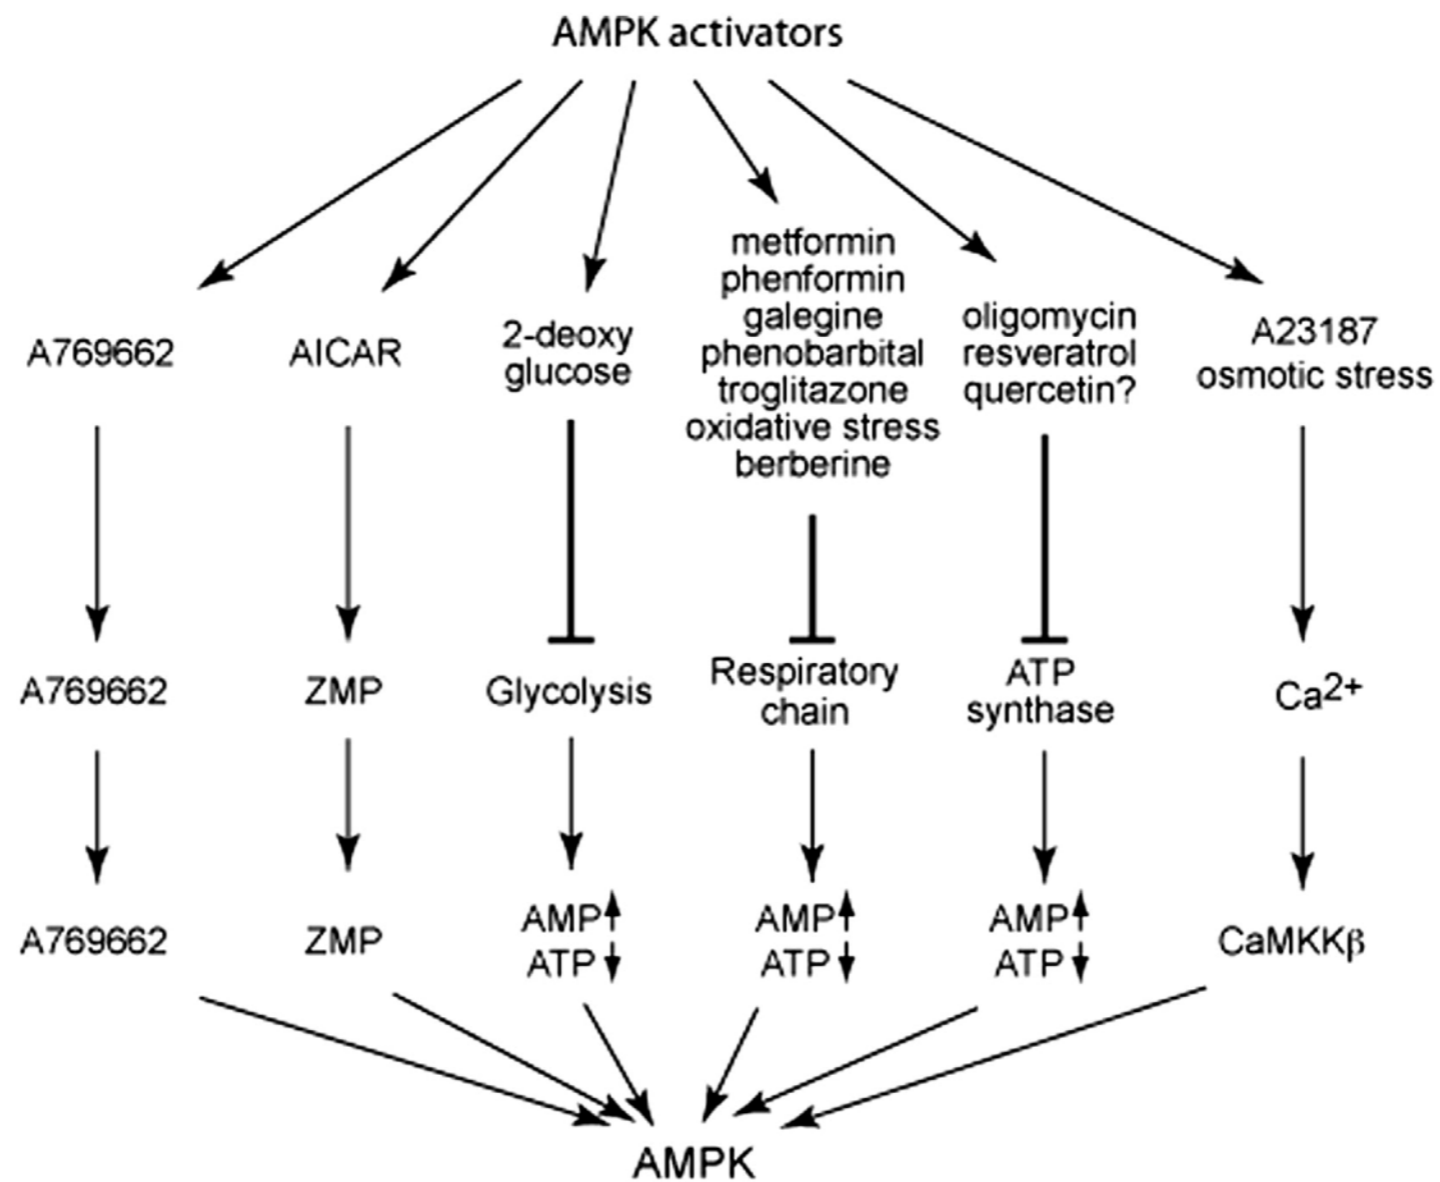 AMPK activators
A769662
AICAR
2-deoxy
glucose
metformin
phenformin
galegine
phenobarbital
troglitazone
oxidative stress
berberine
oligomycin
resveratrol
quercetin?
A23187
osmotic stress
A769662
ZMP
Glycolysis
Respiratory
chain
ATP
synthase
Ca2+
A769662
ZMP
AMP
ATP
AMP
ATP
AMP
ATP
CaMKKβ
AMPK